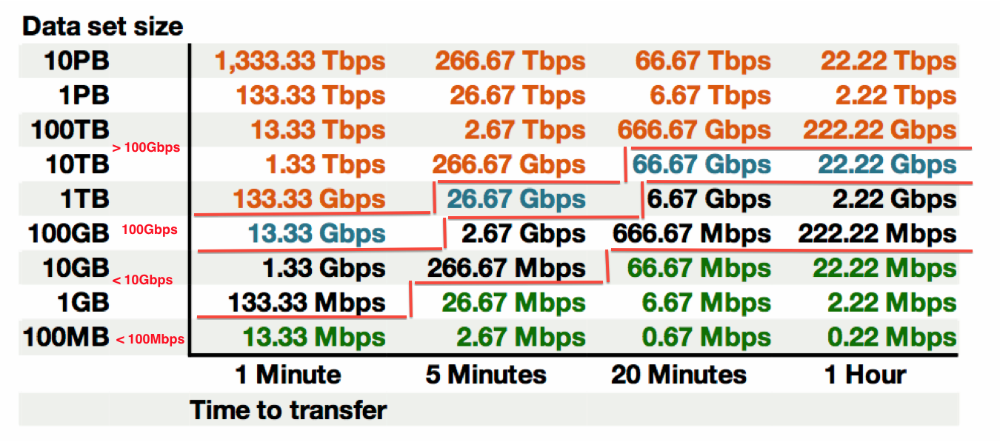 Data set size
10PB 1,333.33 Tbps 266.67 Tbps 66.67 Tbps 22.22 Tbps
1PB 133.33 Tbps 26.67 Tbps 6.67 Tbps 2.22 Tbps
100TB 13.33 Tbps 2.67 Tbps 666.67 Gbps 222.22 Gbps
> 100Gbps
10TB 1.33 Tbps 266.67 Gbps 66.67 Gbps 22.22 Gbps
1TB 133.33 Gbps 26.67 Gbps 6.67 Gbps 2.22 Gbps
100GB 100Gbps 13.33 Gbps 2.67 Gbps 666.67 Mbps 222.22 Mbps
10GB 1.33 Gbps 266.67 Mbps 66.67 Mbps 22.22 Mbps
< 10Gbps
1GB 133.33 Mbps 26.67 Mbps 6.67 Mbps 2.22 Mbps
100MB < 100Mbps 13.33 Mbps 2.67 Mbps 0.67 Mbps 0.22 Mbps
1 Minute 5 Minutes 20 Minutes 1 Hour
Time to transfer